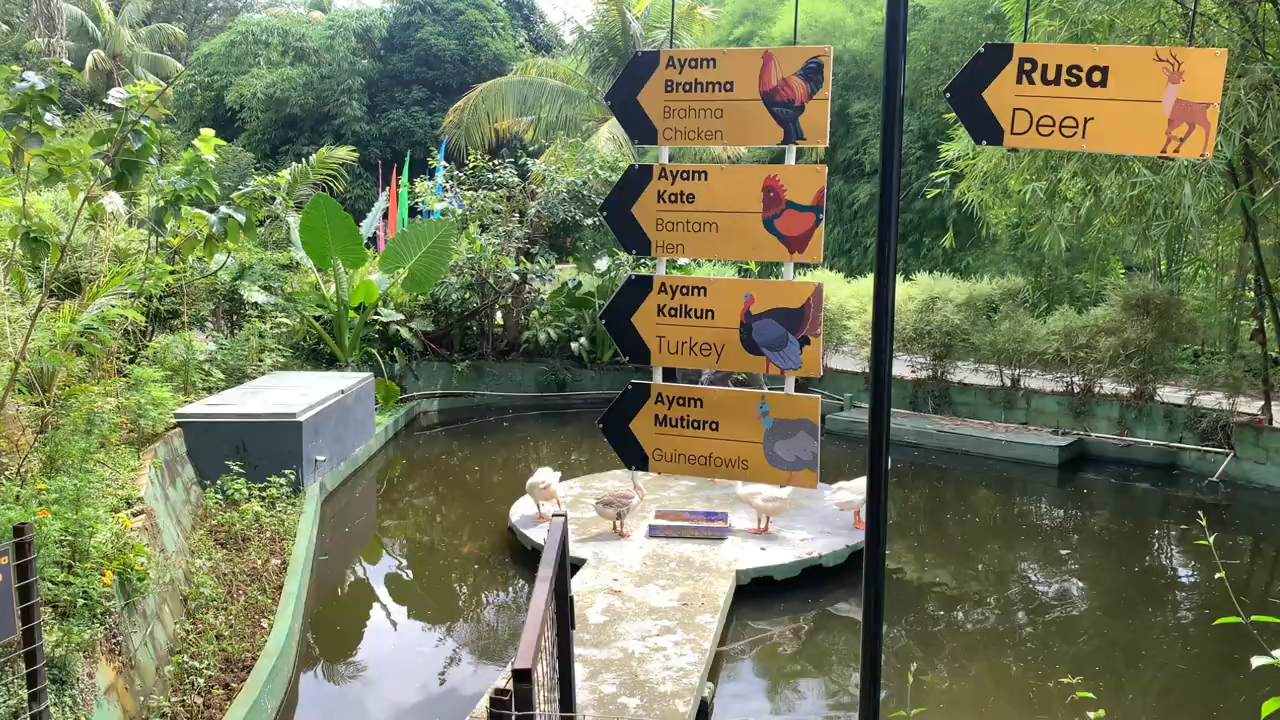 Ayam
Brahma
Brahma
Chicken
Ayam
Kate
Bantam
Hen
Ayam
Kalkun
Turkey
Ayam
Mutiara
Guineafowls
Rusa
Deer